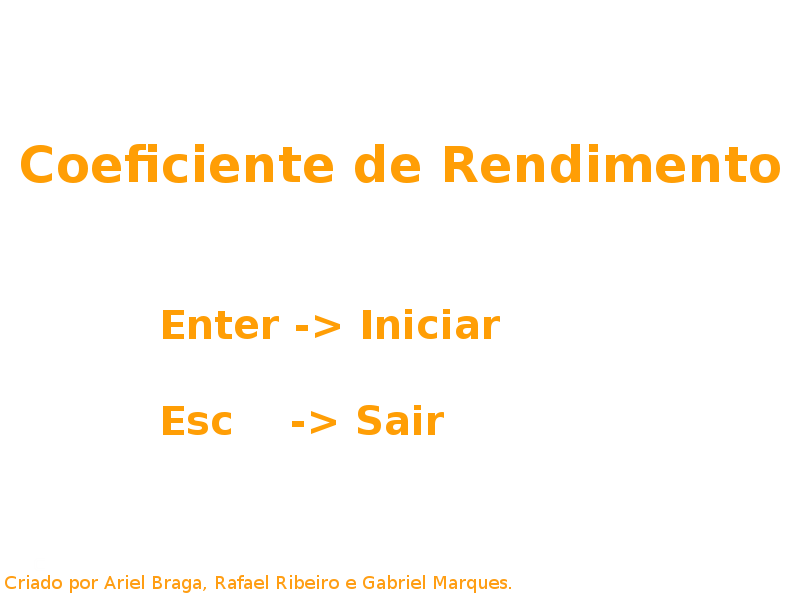 Coeficiente de Rendimento
Enter -> Iniciar
Esc -> Sair
Criado por Ariel Braga, Rafael Ribeiro e Gabriel Marques.